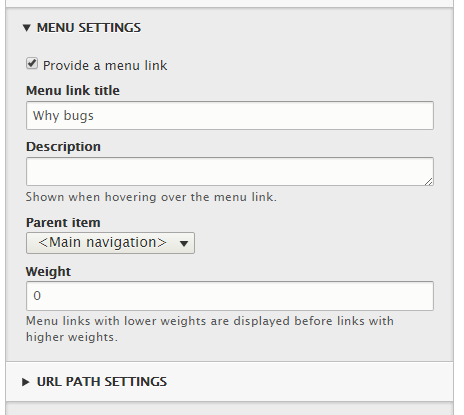 MENU SETTINGS
Provide a menu link
Menu link title
Why bugs
Description
Shown when hovering over the menu link.
Parent item
<Main navigation>
Weight
0
Menu links with lower weights are displayed before links with
higher weights.
URL PATH SETTINGS